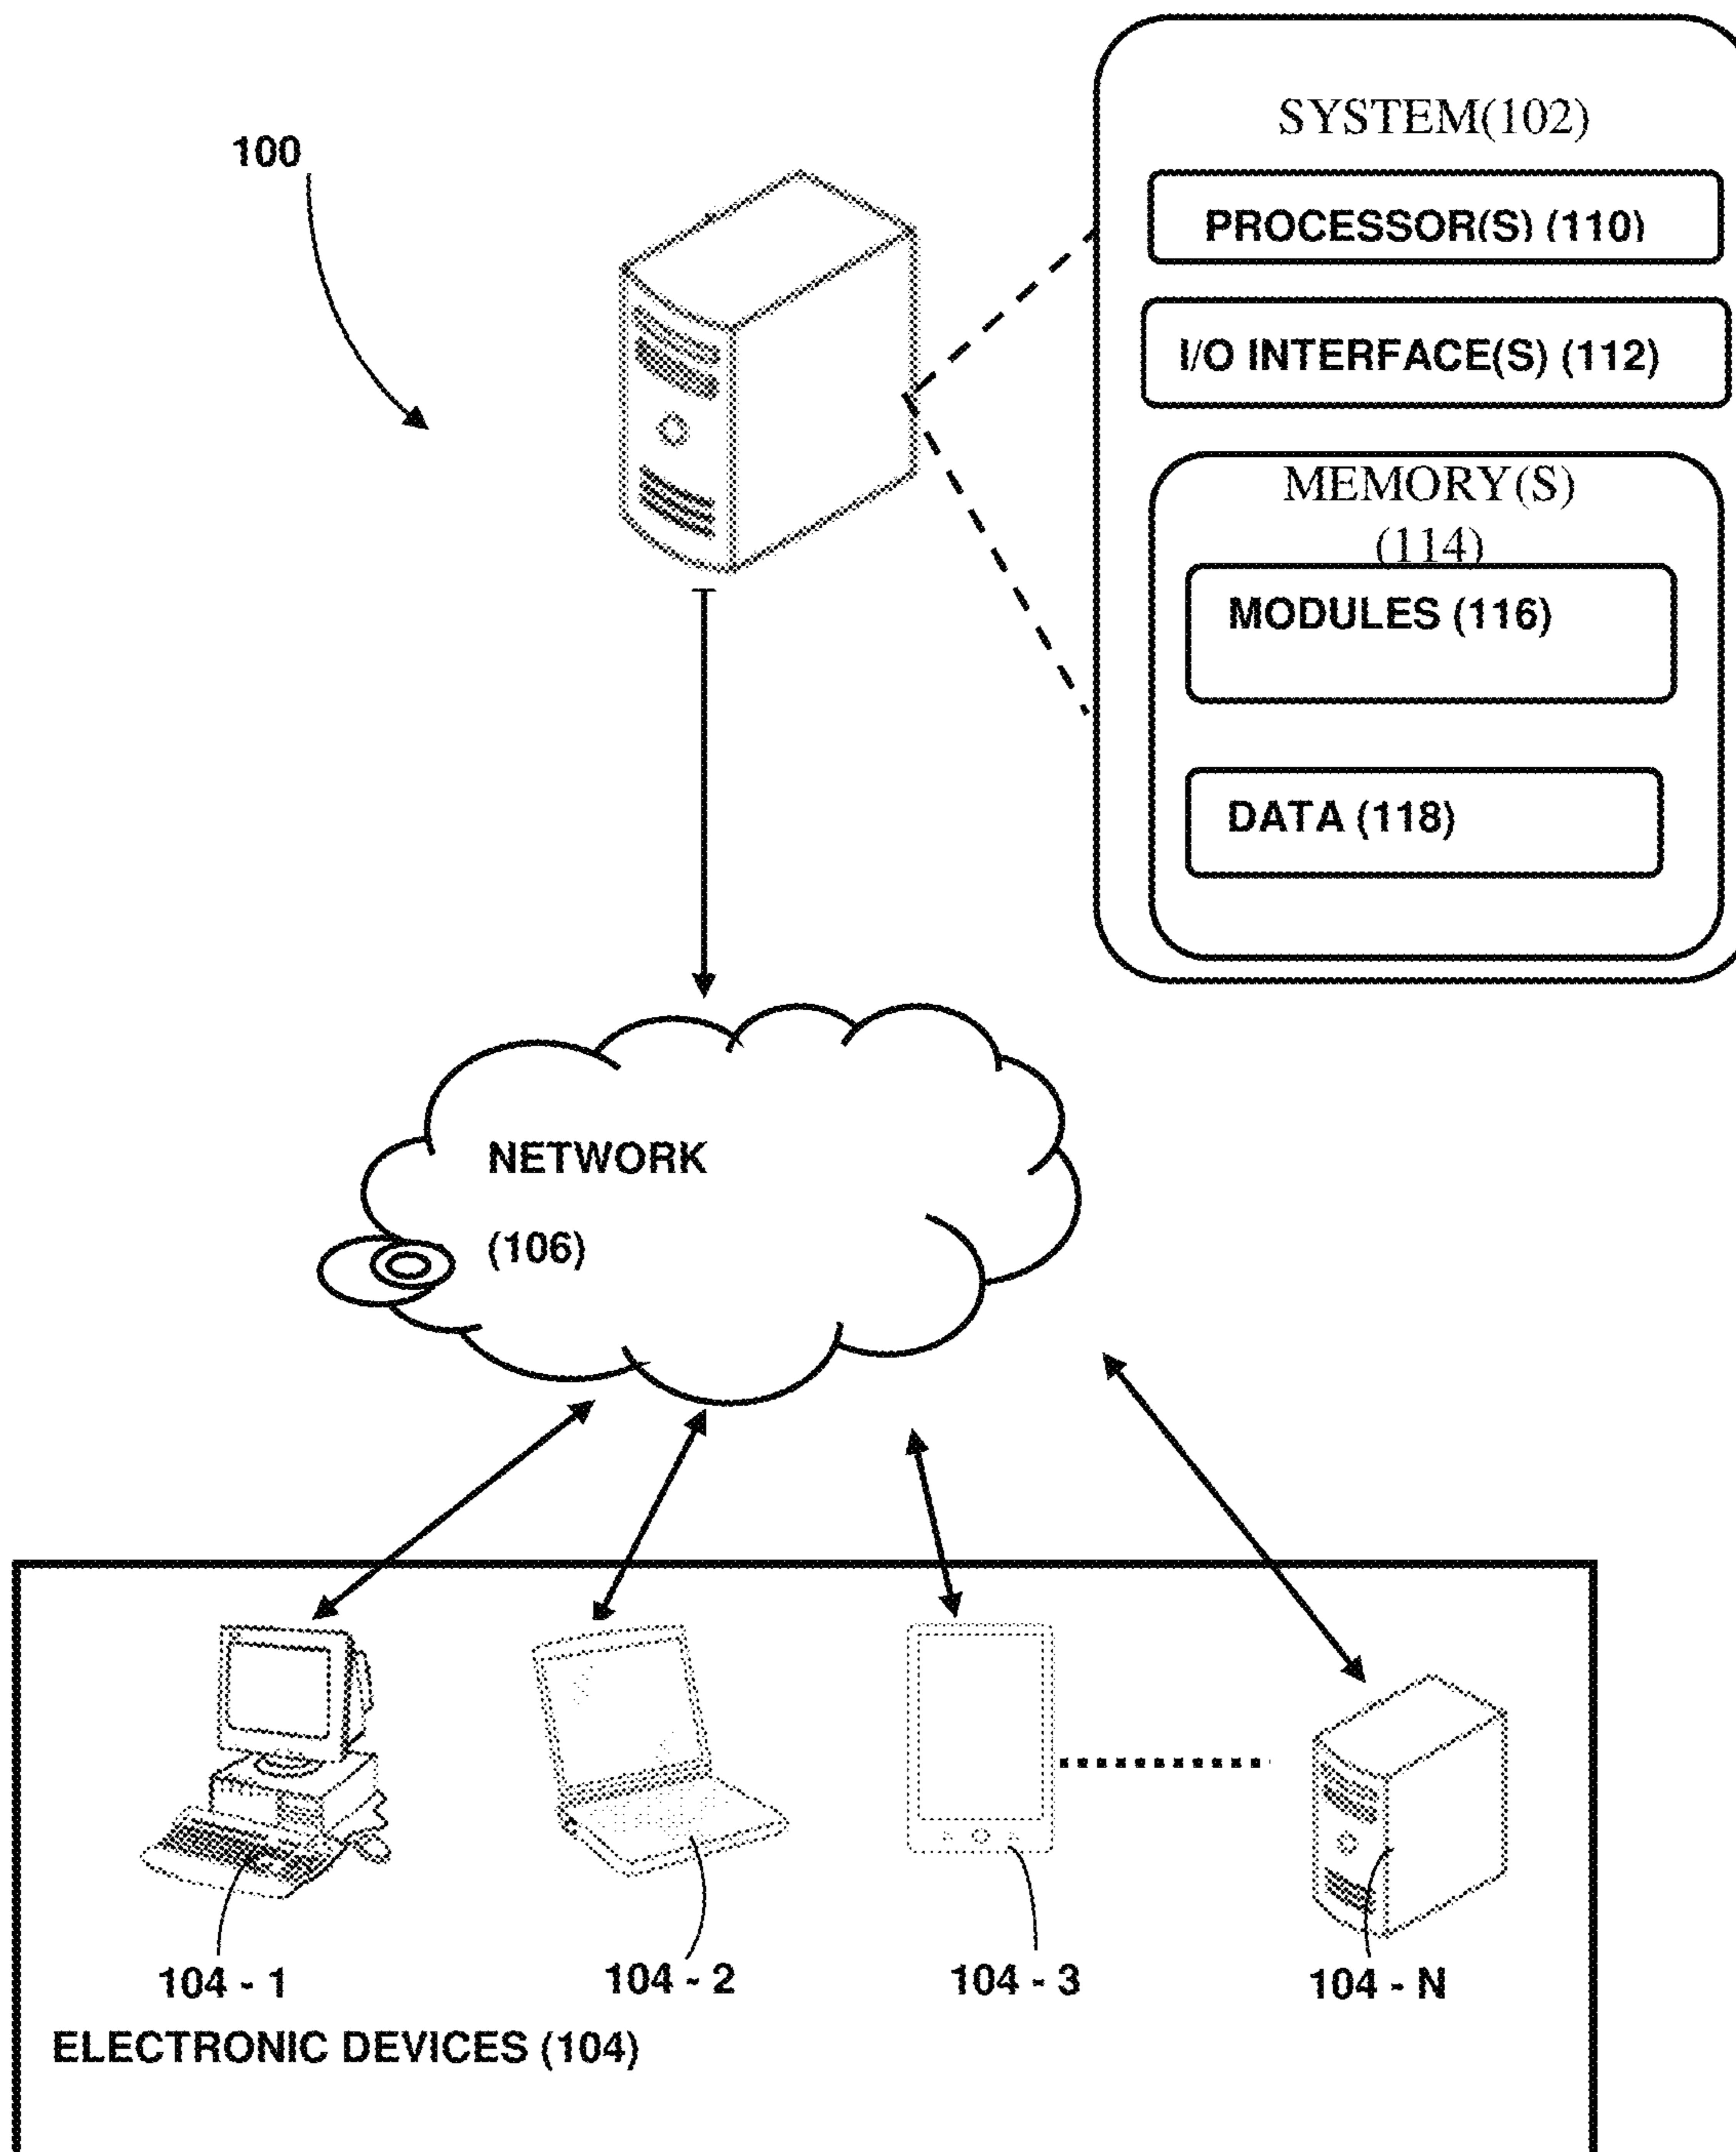 100
SYSTEM(102)
PROCESSOR(S) (110)
I/O INTERFACE(S) (112)
MEMORY(S)
(114)
MODULES (116)
DATA (118)
NETWORK
(106)
104 - 1
104 - 2
104 - 3
104 - N
ELECTRONIC DEVICES (104)